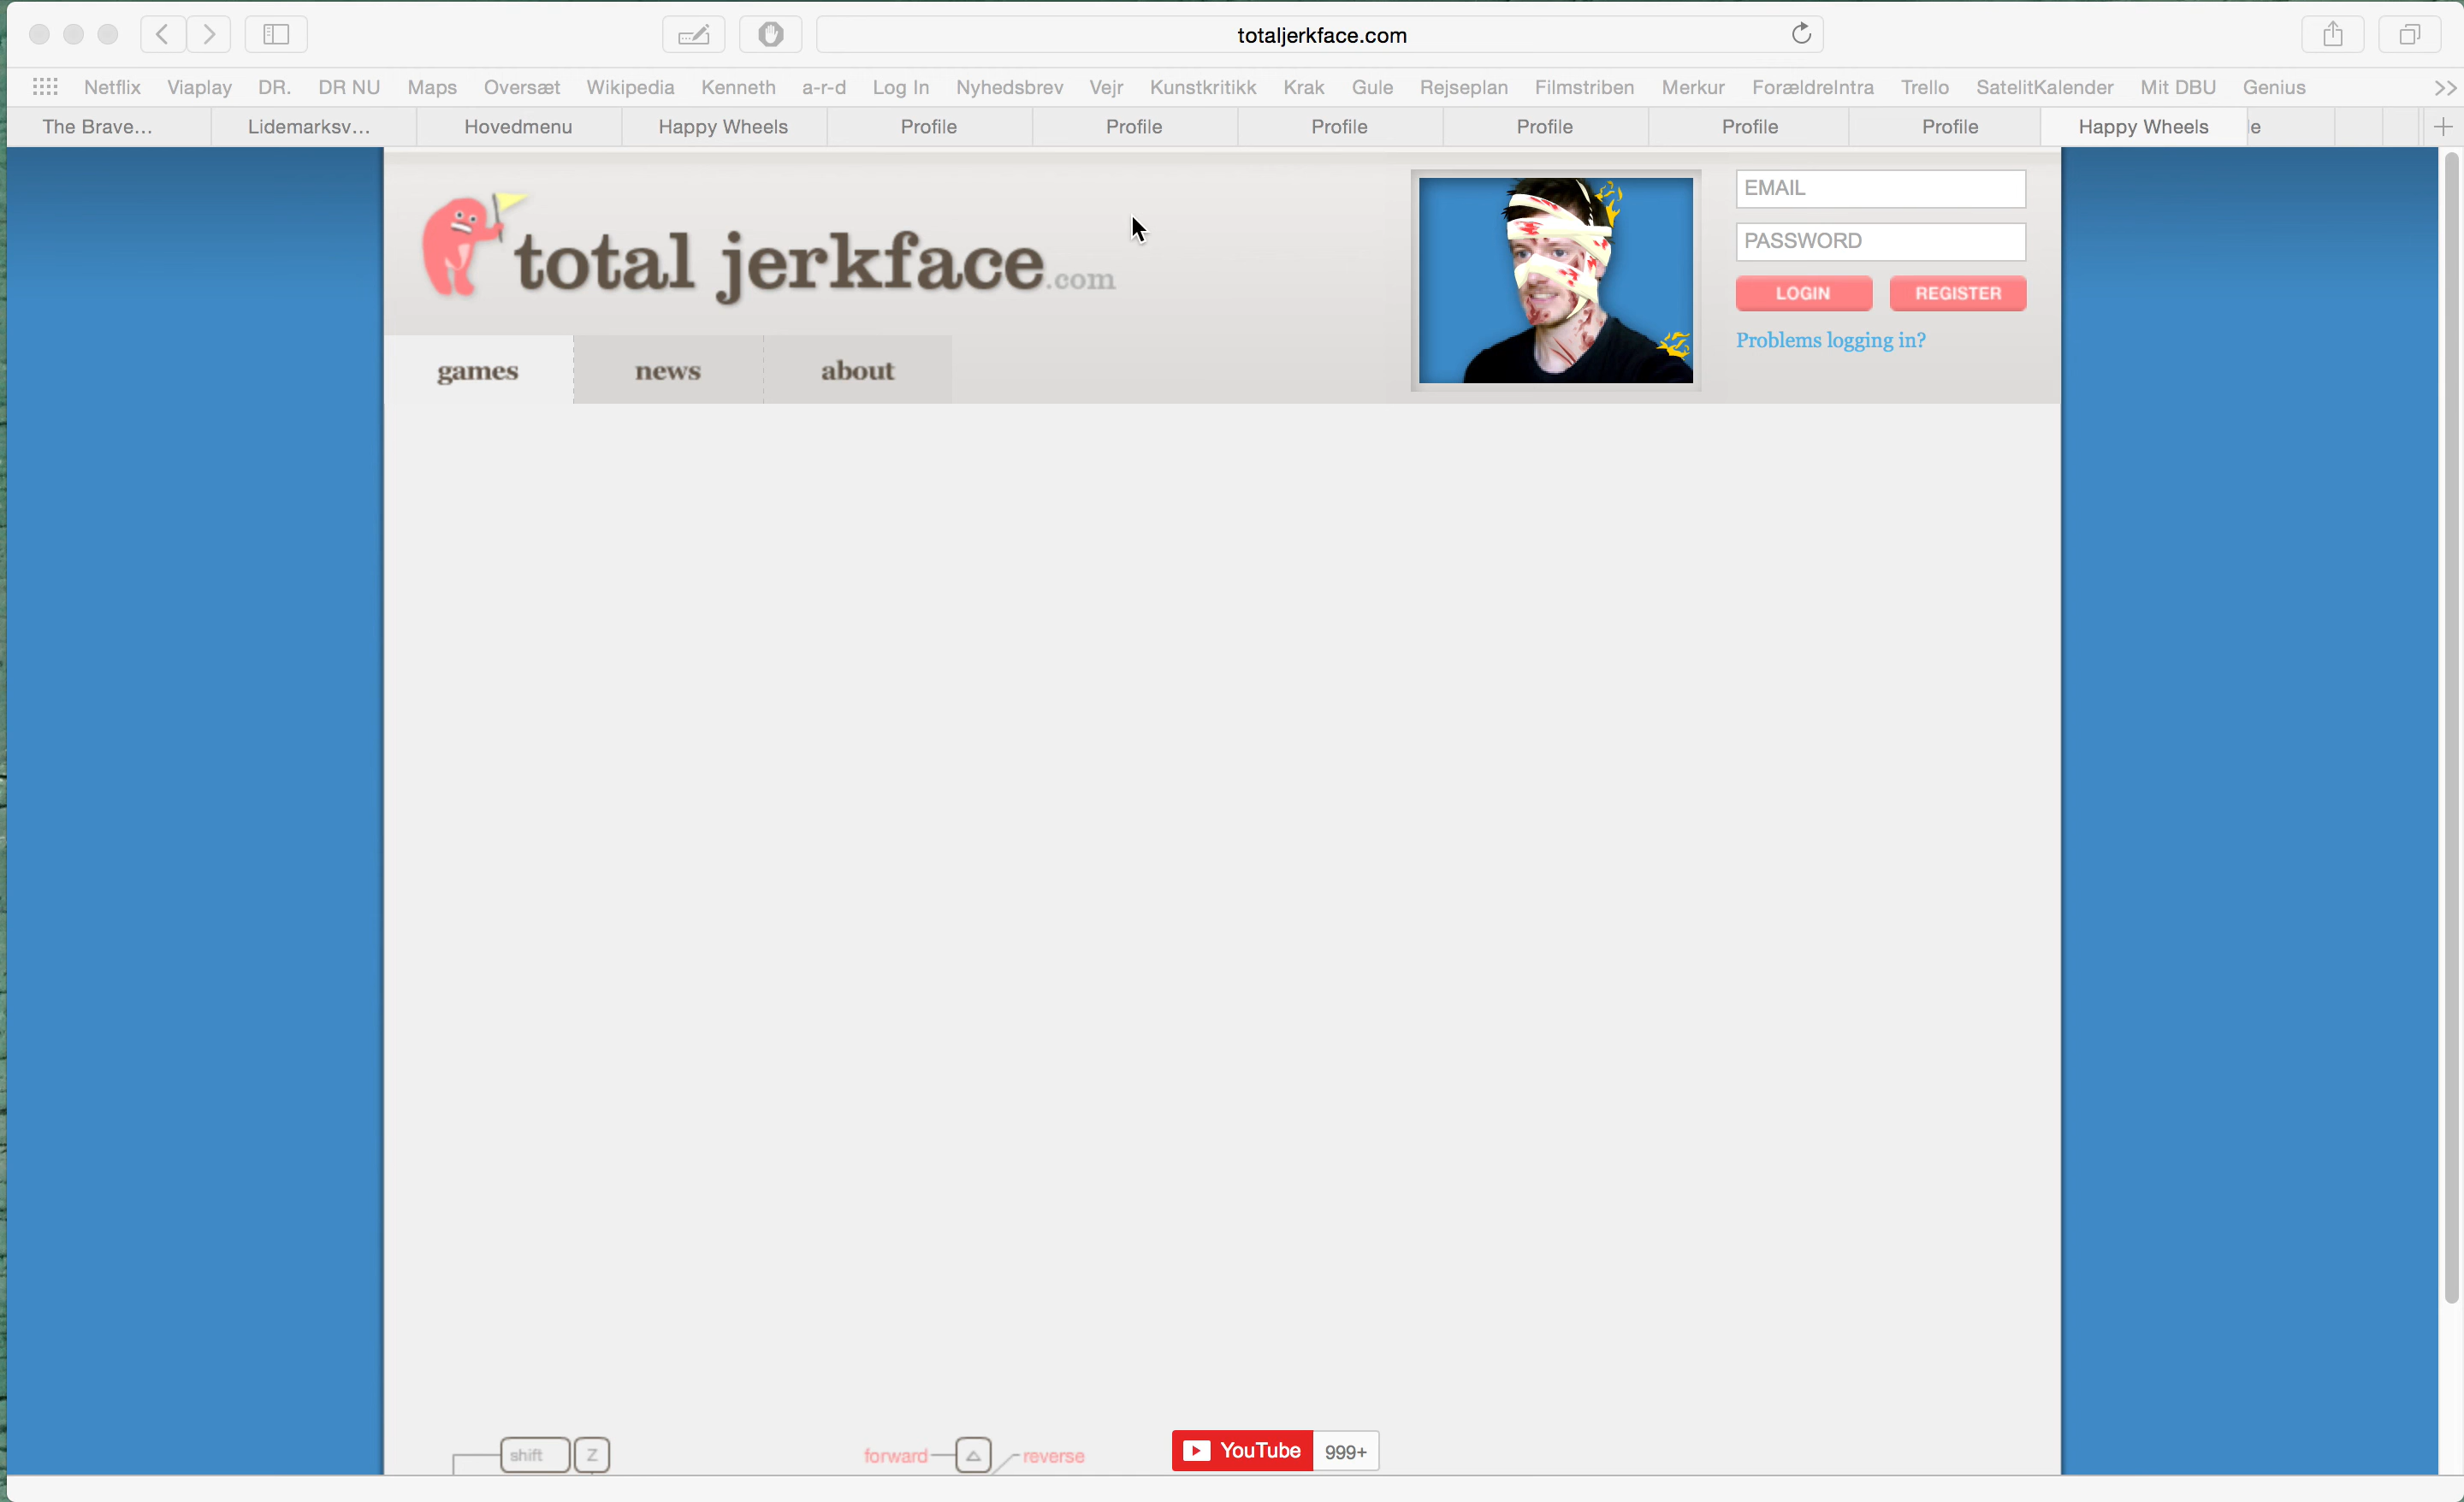 totaljerkface.com
Netflix Viaplay DR. DR NU Maps Oversæt Wikipedia Kenneth a-r-d Log In Nyhedsbrev Vejr Kunstkritikk Krak Gule Rejseplan Filmstriben Merkur ForældreIntra Trello SatelitKalender Mit DBU Genius
The Brave... Lidemarksv... Hovedmenu Happy Wheels Profile Profile Profile Profile Profile Profile Happy Wheels le
total jerkface.com
EMAIL
PASSWORD
LOGIN REGISTER
Problems logging in?
games news about
shift Z forward reverse YouTube 999+